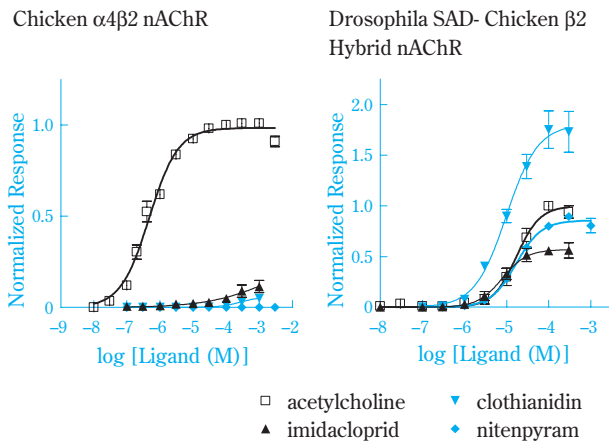 Chicken α4β2 nAChR
Drosophila SAD- Chicken β2
Hybrid nAChR
Normalized Response
1.0
0.5
0
−9
−8
−7
−6
−5
−4
−3
−2
log [Ligand (M)]
Normalized Response
2.0
1.5
1.0
0.5
0
−8
−7
−6
−5
−4
−3
log [Ligand (M)]
acetylcholine
clothianidin
imidacloprid
nitenpyram